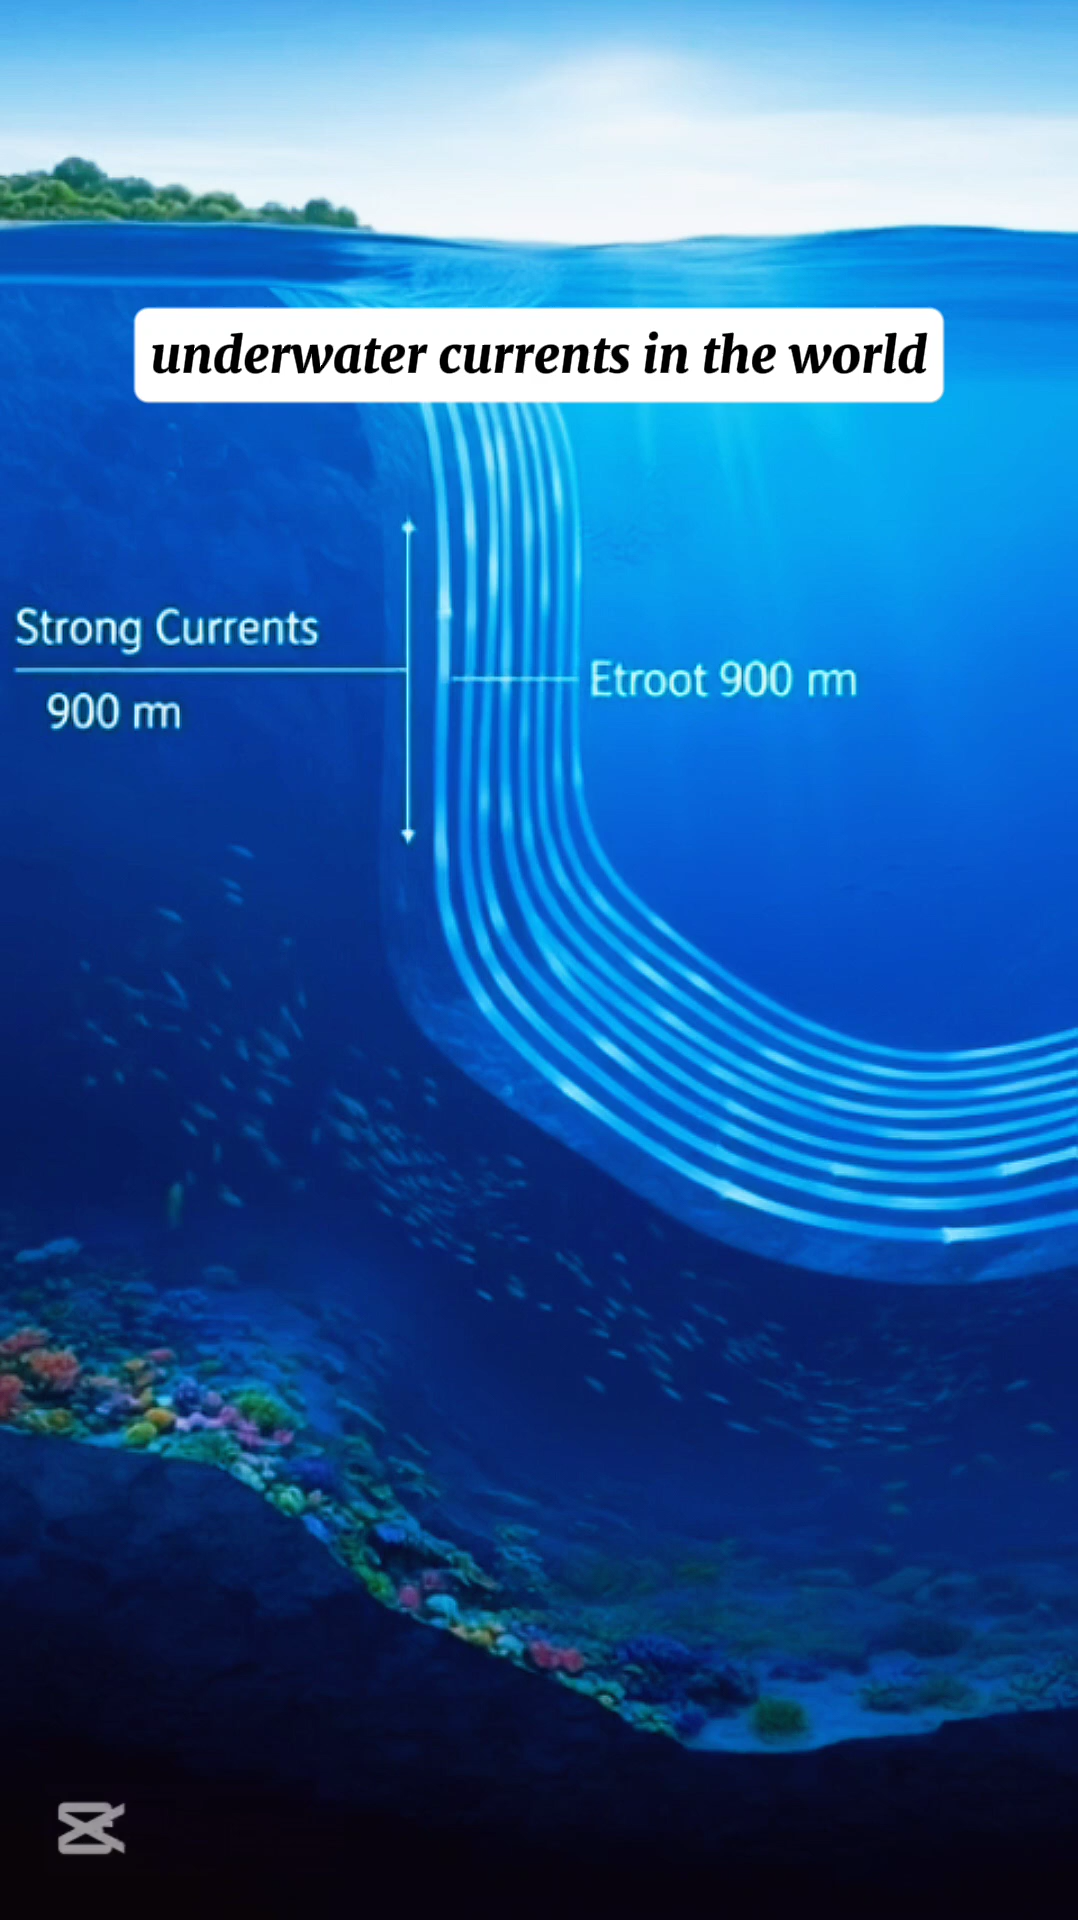 underwater currents in the world
Strong Currents
900 m
Etroot 900 m